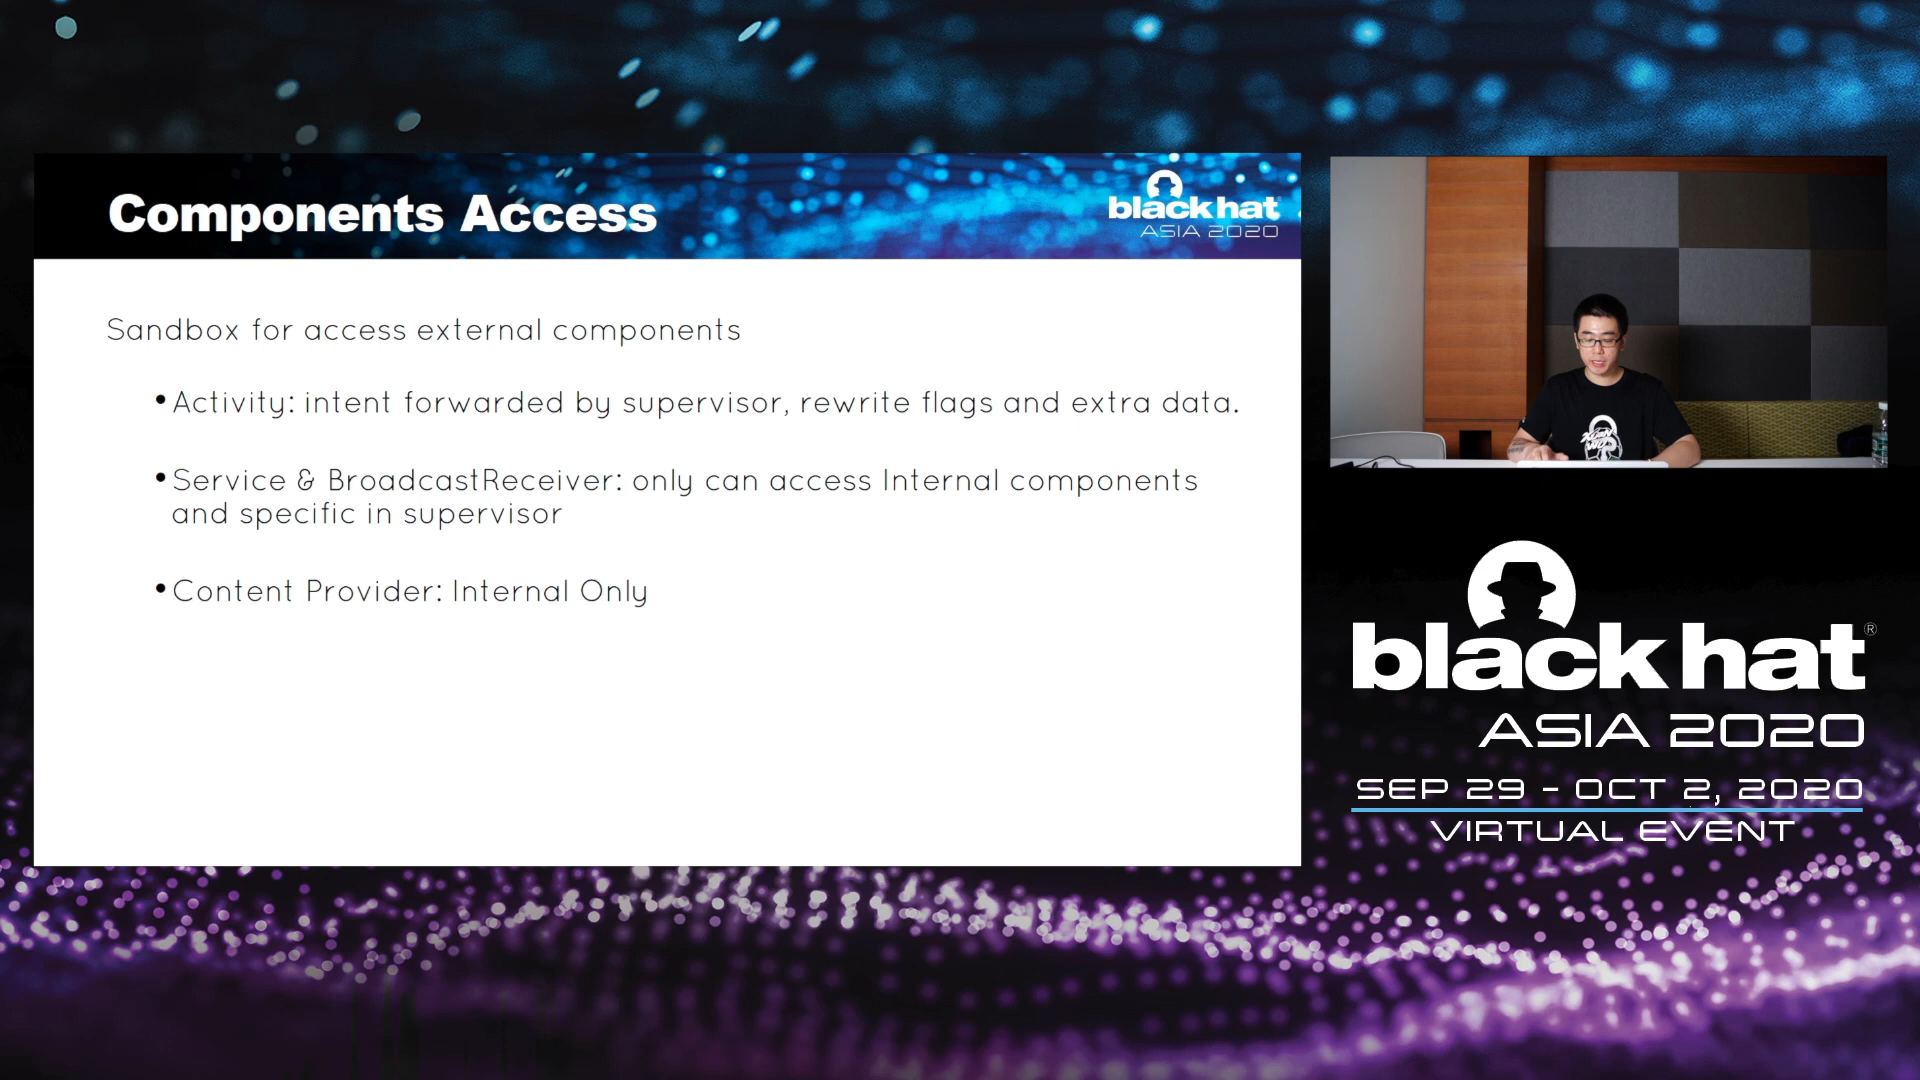 Components Access
black hat
ASIA 2020
Sandbox for access external components
•Activity: intent forwarded by supervisor, rewrite flags and extra data.
•Service & BroadcastReceiver: only can access Internal components
and specific in supervisor
•Content Provider: Internal Only
black hat®
ASIA 2020
SEP 29 - OCT 2, 2020
VIRTUAL EVENT